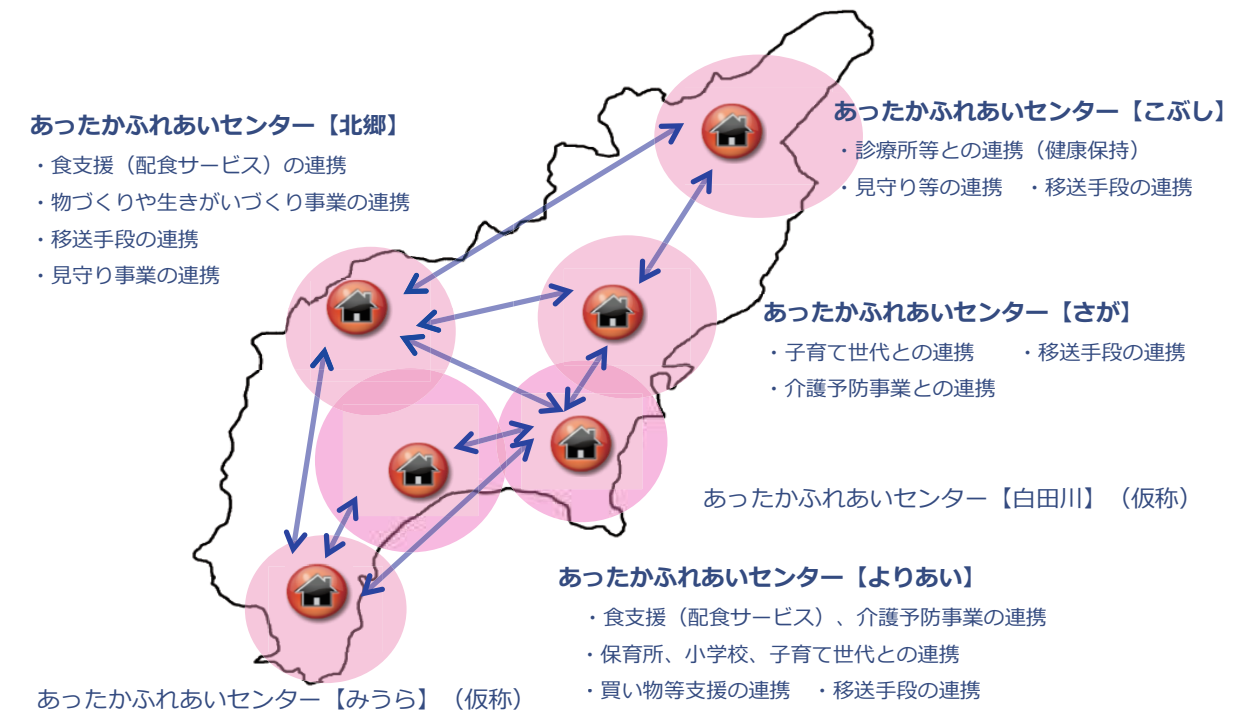 あったかふれあいセンター【北郷】
・食支援（配食サービス）の連携
・物づくりや生きがいづくり事業の連携
・移送手段の連携
・見守り事業の連携
あったかふれあいセンター【こぶし】
・診療所等との連携（健康保持）
・見守り等の連携　・移送手段の連携
あったかふれあいセンター【さが】
・子育て世代との連携　　・移送手段の連携
・介護予防事業との連携
あったかふれあいセンター【白田川】（仮称）
あったかふれあいセンター【よりあい】
・食支援（配食サービス）、介護予防事業の連携
・保育所、小学校、子育て世代との連携
・買い物等支援の連携　・移送手段の連携
あったかふれあいセンター【みうら】（仮称）